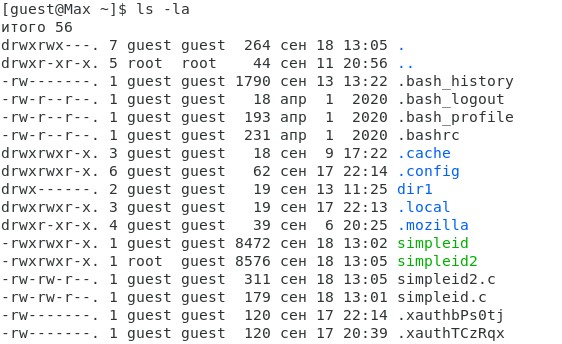 [guest@Max ~]$ ls -la
итого 56
drwxrwx---. 7 guest guest  264 сен 18 13:05 .
drwxr-xr-x. 5 root  root    44 сен 11 20:56 ..
-rw-------. 1 guest guest 1790 сен 13 13:22 .bash_history
-rw-r--r--. 1 guest guest   18 апр  1  2020 .bash_logout
-rw-r--r--. 1 guest guest  193 апр  1  2020 .bash_profile
-rw-r--r--. 1 guest guest  231 апр  1  2020 .bashrc
drwxrwxr-x. 3 guest guest   18 сен  9 17:22 .cache
drwxrwxr-x. 6 guest guest   62 сен 17 22:14 .config
drwx------. 2 guest guest   19 сен 13 11:25 dir1
drwxrwxr-x. 3 guest guest   19 сен 17 22:13 .local
drwxr-xr-x. 4 guest guest   39 сен  6 20:25 .mozilla
-rwxrwxr-x. 1 guest guest 8472 сен 18 13:02 simpleid
-rwxrwxr-x. 1 root  guest 8576 сен 18 13:05 simpleid2
-rw-rw-r--. 1 guest guest  311 сен 18 13:05 simpleid2.c
-rw-rw-r--. 1 guest guest  179 сен 18 13:01 simpleid.c
-rw-------. 1 guest guest  120 сен 17 22:14 .xauthbPs0tj
-rw-------. 1 guest guest  120 сен 17 20:39 .xauthTCzRqx